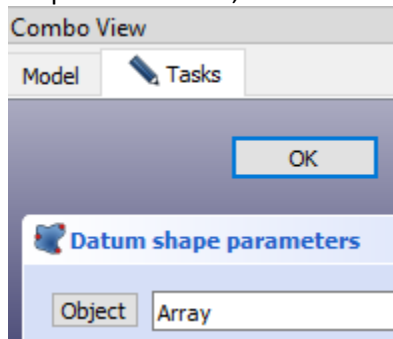 Combo View
Model Tasks
OK
Datum shape parameters
Object Array